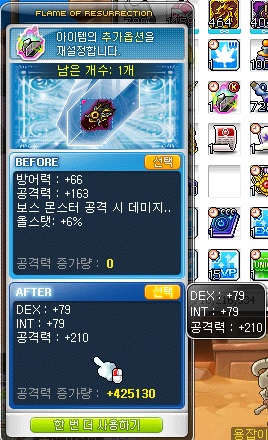 FLAME OF RESURRECTION
아이템의 추가옵션을
재설정합니다.
남은 개수: 1개
BEFORE
선택
방어력 : +66
공격력 : +163
보스 몬스터 공격 시 데미지..
올스탯: +6%
공격력 증가량 : 0
AFTER
선택
DEX : +79
INT : +79
공격력 : +210
공격력 증가량 : +425130
한 번 더 사용하기
DEX : +79
INT : +79
공격력 : +210
464
VP